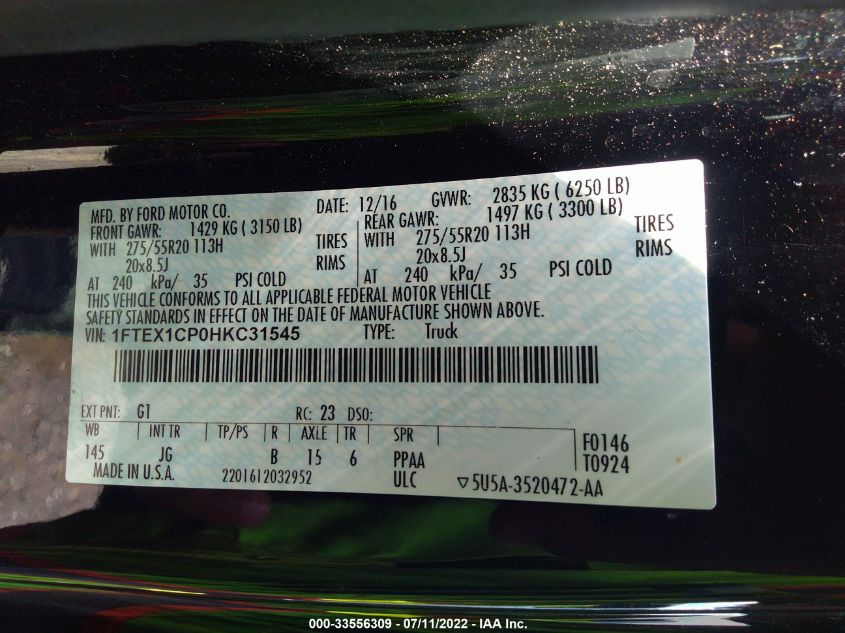 MFD. BY FORD MOTOR CO. DATE: 12/16 GVWR: 2835 KG ( 6250 LB)
FRONT GAWR: 1429 KG ( 3150 LB) REAR GAWR: 1497 KG ( 3300 LB)
WITH 275/55R20 113H TIRES WITH 275/55R20 113H TIRES
20x8.5J RIMS 20x8.5J RIMS
AT 240 kPa/ 35 PSI COLD AT 240 kPa/ 35 PSI COLD
THIS VEHICLE CONFORMS TO ALL APPLICABLE FEDERAL MOTOR VEHICLE
SAFETY STANDARDS IN EFFECT ON THE DATE OF MANUFACTURE SHOWN ABOVE.
VIN: 1FTEX1CP0HKC31545 TYPE: Truck
EXT PNT: G1 RC: 23 DSO:
WB INT TR TP/PS R AXLE TR SPR F0146
145 JG B 15 6 PPAA T0924
MADE IN U.S.A. 2201612032952 ULC ▽5U5A-3520472-AA
000-33556309 - 07/11/2022 - IAA Inc.